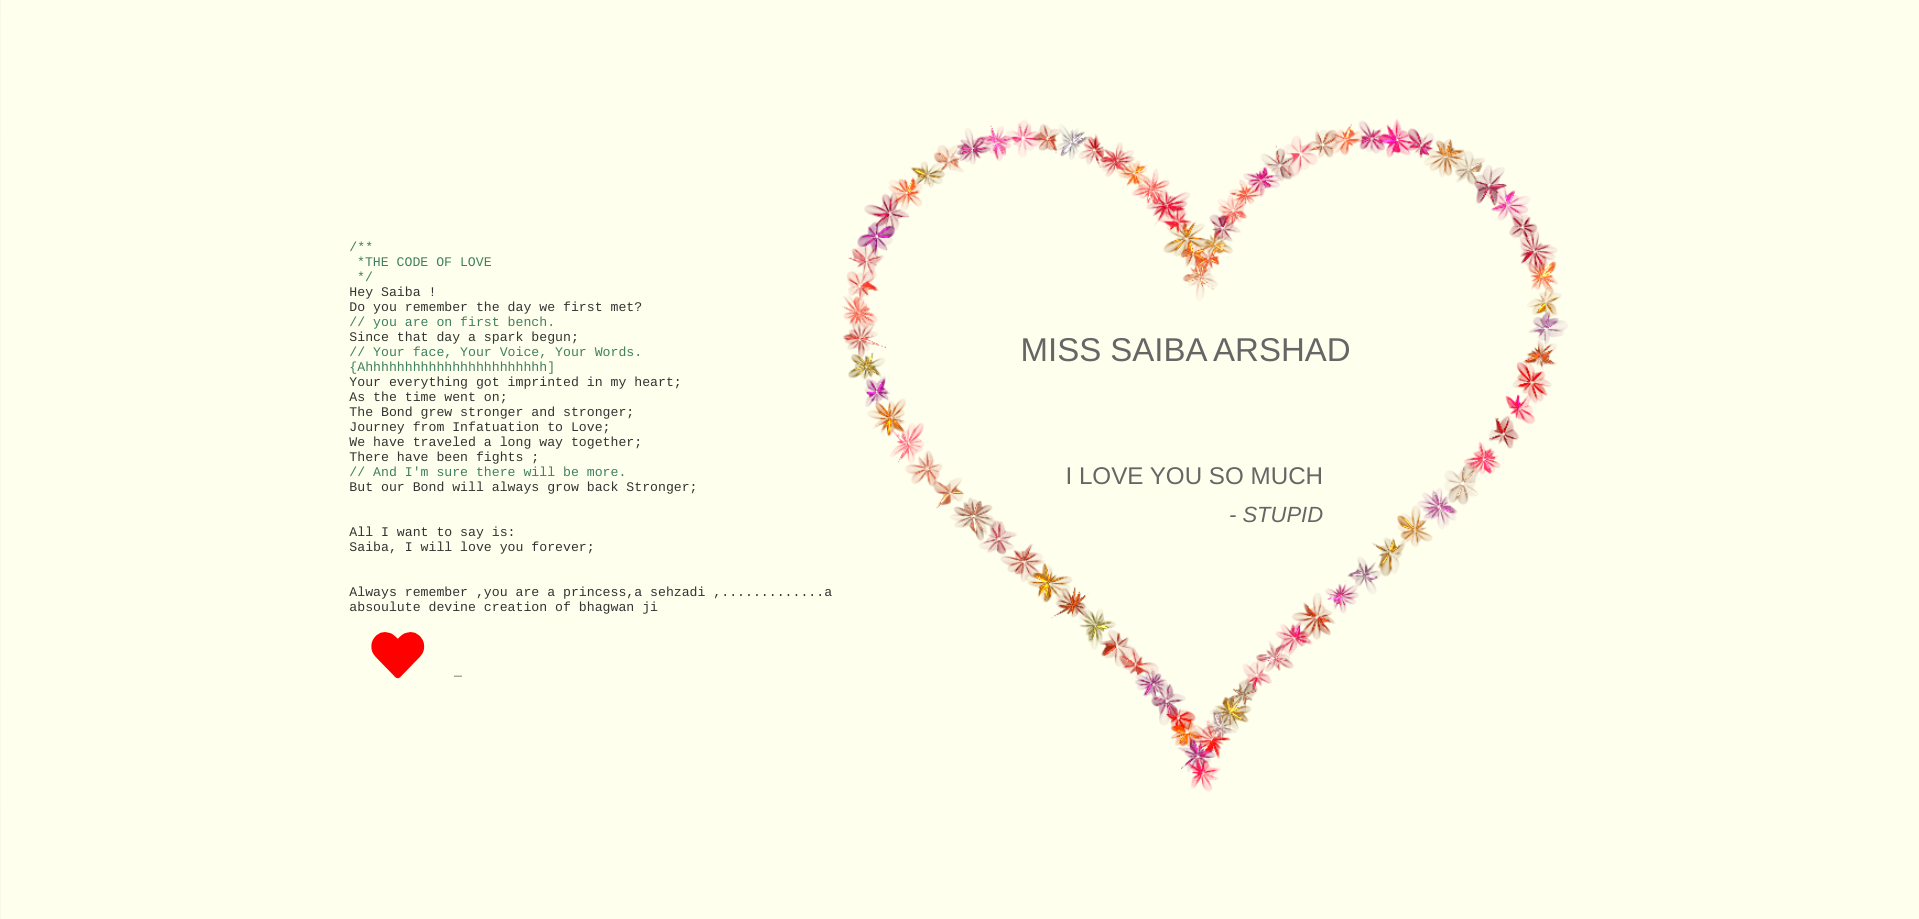 /**
 *THE CODE OF LOVE
 */
Hey Saiba !
Do you remember the day we first met?
// you are on first bench.
Since that day a spark begun;
// Your face, Your Voice, Your Words.
{Ahhhhhhhhhhhhhhhhhhhhhhh]
Your everything got imprinted in my heart;
As the time went on;
The Bond grew stronger and stronger;
Journey from Infatuation to Love;
We have traveled a long way together;
There have been fights ;
// And I'm sure there will be more.
But our Bond will always grow back Stronger;
All I want to say is:
Saiba, I will love you forever;
Always remember ,you are a princess,a sehzadi ,.............a
absoulute devine creation of bhagwan ji
_
MISS SAIBA ARSHAD
I LOVE YOU SO MUCH
- STUPID